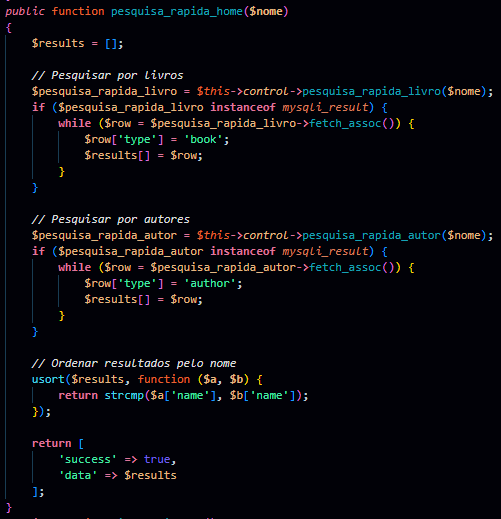 public function pesquisa_rapida_home($nome)
{
    $results = [];

    // Pesquisar por livros
    $pesquisa_rapida_livro = $this->control->pesquisa_rapida_livro($nome);
    if ($pesquisa_rapida_livro instanceof mysqli_result) {
        while ($row = $pesquisa_rapida_livro->fetch_assoc()) {
            $row['type'] = 'book';
            $results[] = $row;
        }
    }

    // Pesquisar por autores
    $pesquisa_rapida_autor = $this->control->pesquisa_rapida_autor($nome);
    if ($pesquisa_rapida_autor instanceof mysqli_result) {
        while ($row = $pesquisa_rapida_autor->fetch_assoc()) {
            $row['type'] = 'author';
            $results[] = $row;
        }
    }

    // Ordenar resultados pelo nome
    usort($results, function ($a, $b) {
        return strcmp($a['name'], $b['name']);
    });

    return [
        'success' => true,
        'data' => $results
    ];
}